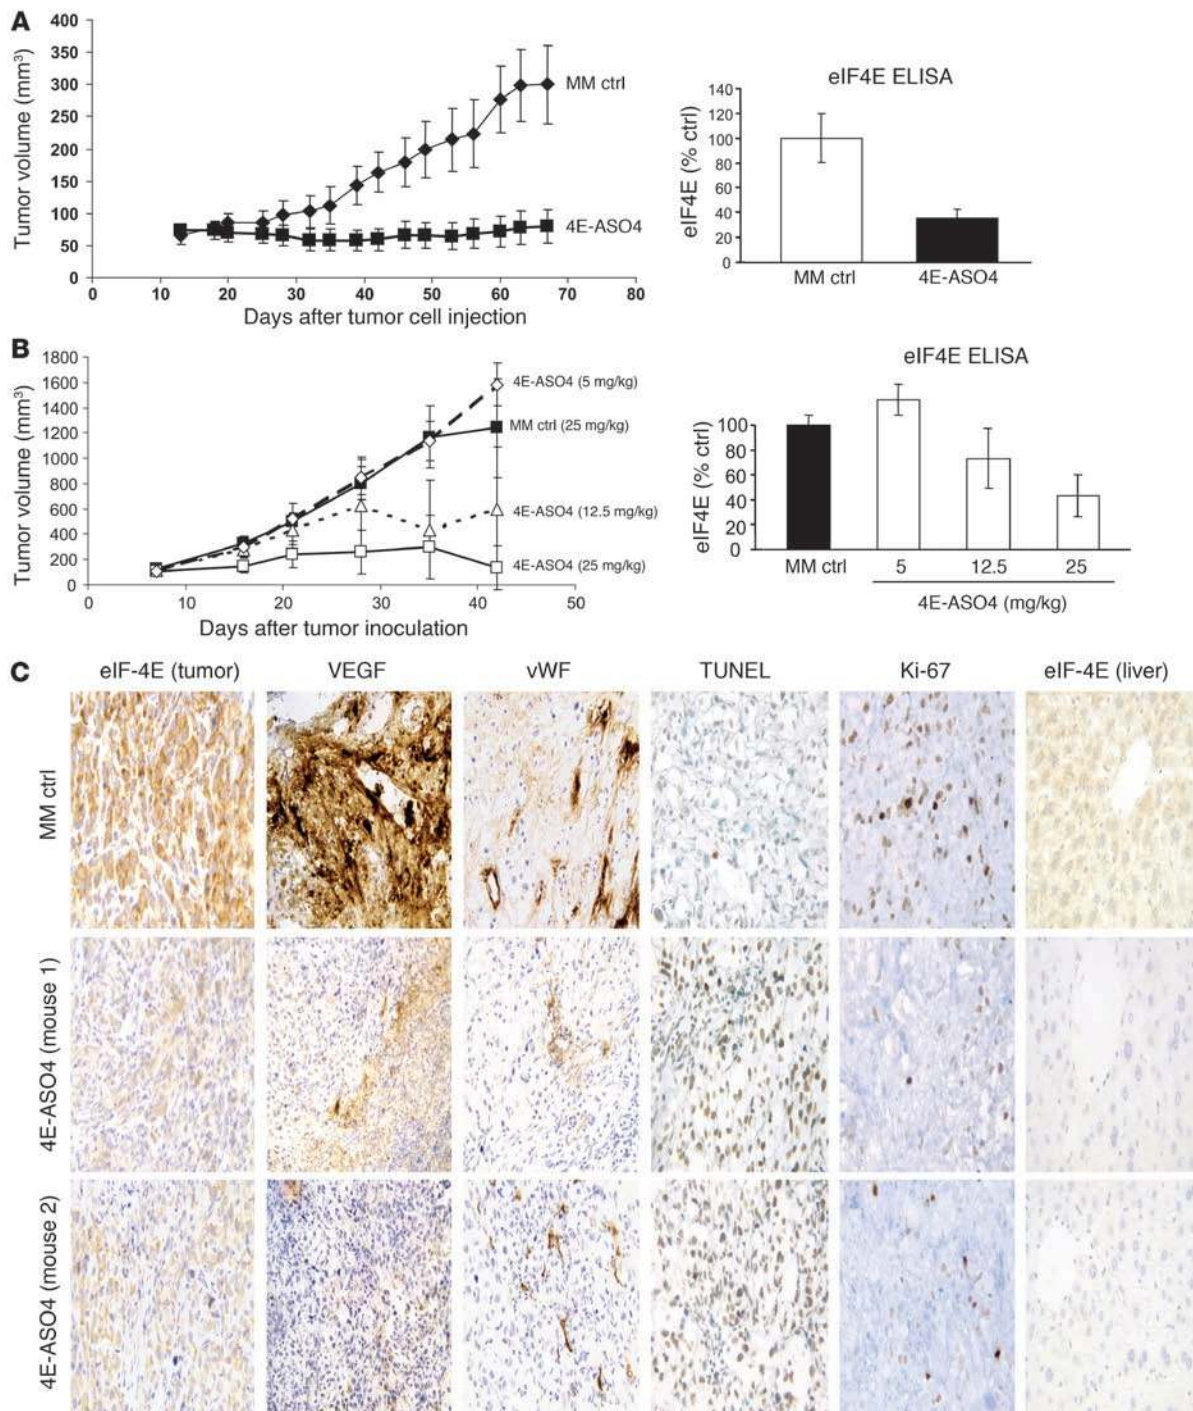 A
Tumor volume (mm³)
400
350
300
250
200
150
100
50
0
0 10 20 30 40 50 60 70 80
Days after tumor cell injection
MM ctrl
4E-ASO4
eIF4E ELISA
eIF4E (% ctrl)
140
120
100
80
60
40
20
0
MM ctrl 4E-ASO4
B
Tumor volume (mm³)
1800
1600
1400
1200
1000
800
600
400
200
0
0 10 20 30 40 50
Days after tumor inoculation
4E-ASO4 (5 mg/kg)
MM ctrl (25 mg/kg)
4E-ASO4 (12.5 mg/kg)
4E-ASO4 (25 mg/kg)
eIF4E ELISA
eIF4E (% ctrl)
100
80
60
40
20
0
MM ctrl 5 12.5 25
4E-ASO4 (mg/kg)
C
eIF-4E (tumor) VEGF vWF TUNEL Ki-67 eIF-4E (liver)
MM ctrl
4E-ASO4 (mouse 1)
4E-ASO4 (mouse 2)